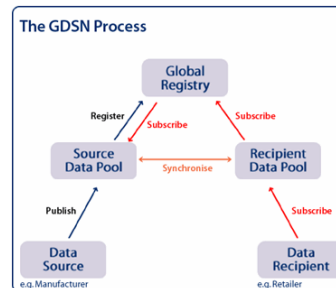 The GDSN Process
Global
Registry
Register
Subscribe
Subscribe
Source
Data Pool
Synchronise
Recipient
Data Pool
Publish
Subscribe
Data
Source
Data
Recipient
e.g. Manufacturer
e.g. Retailer